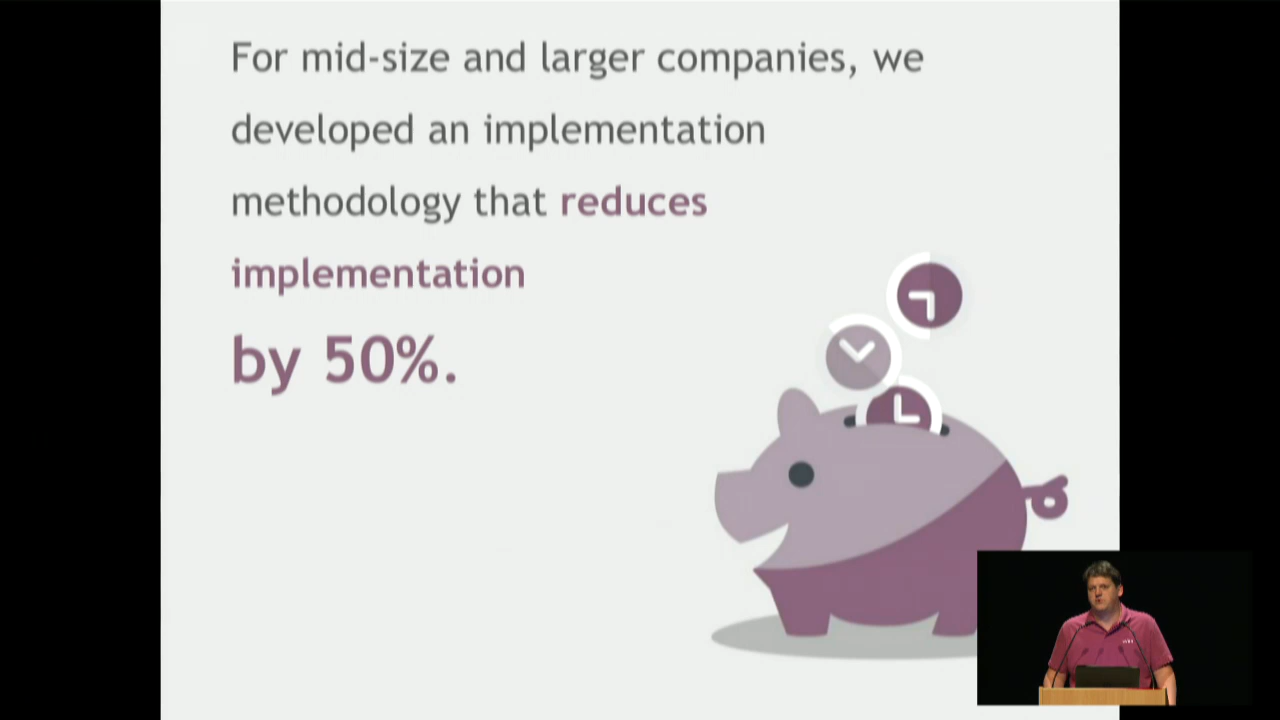 For mid-size and larger companies, we
developed an implementation
methodology that reduces
implementation
by 50%.